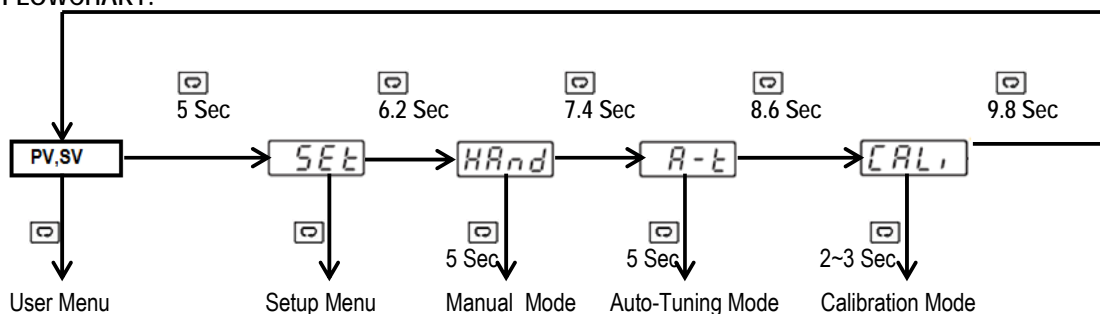 FLOWCHART:
5 Sec 6.2 Sec 7.4 Sec 8.6 Sec 9.8 Sec
PV,SV SEt HAnd A-t CALi
5 Sec 5 Sec 2~3 Sec
User Menu Setup Menu Manual Mode Auto-Tuning Mode Calibration Mode